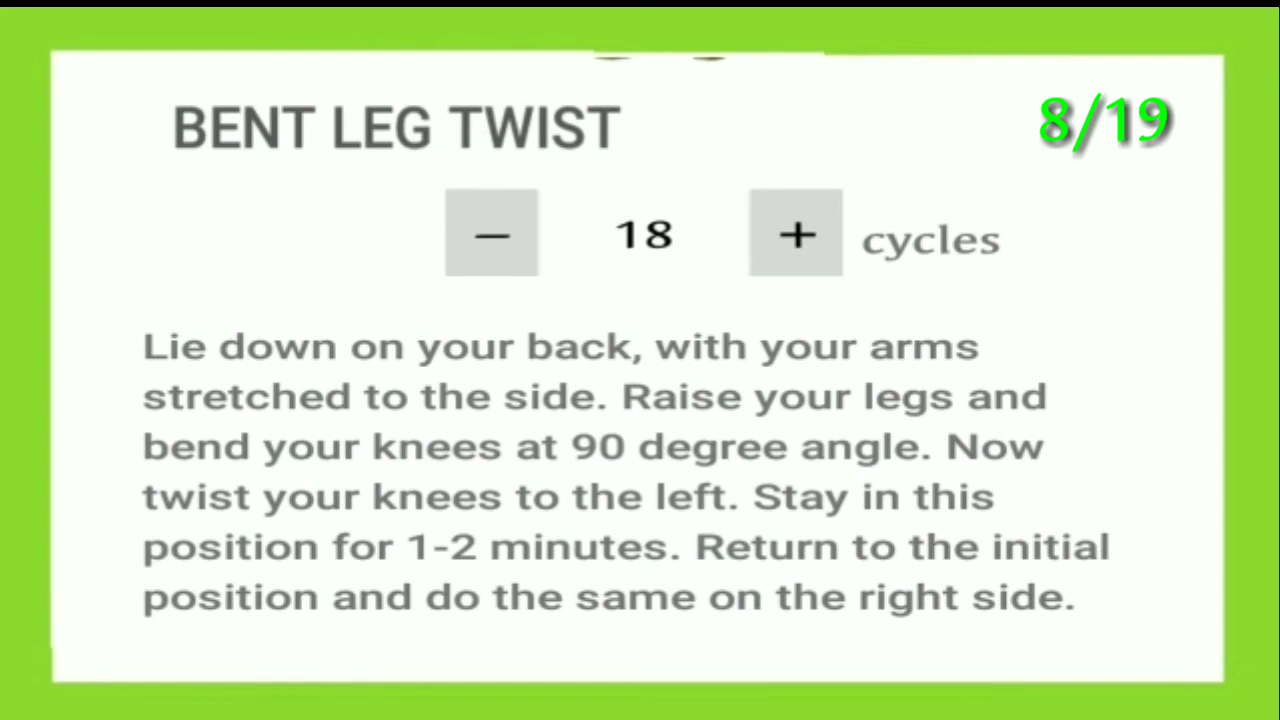 BENT LEG TWIST
8/19
− 18 + cycles
Lie down on your back, with your arms
stretched to the side. Raise your legs and
bend your knees at 90 degree angle. Now
twist your knees to the left. Stay in this
position for 1-2 minutes. Return to the initial
position and do the same on the right side.